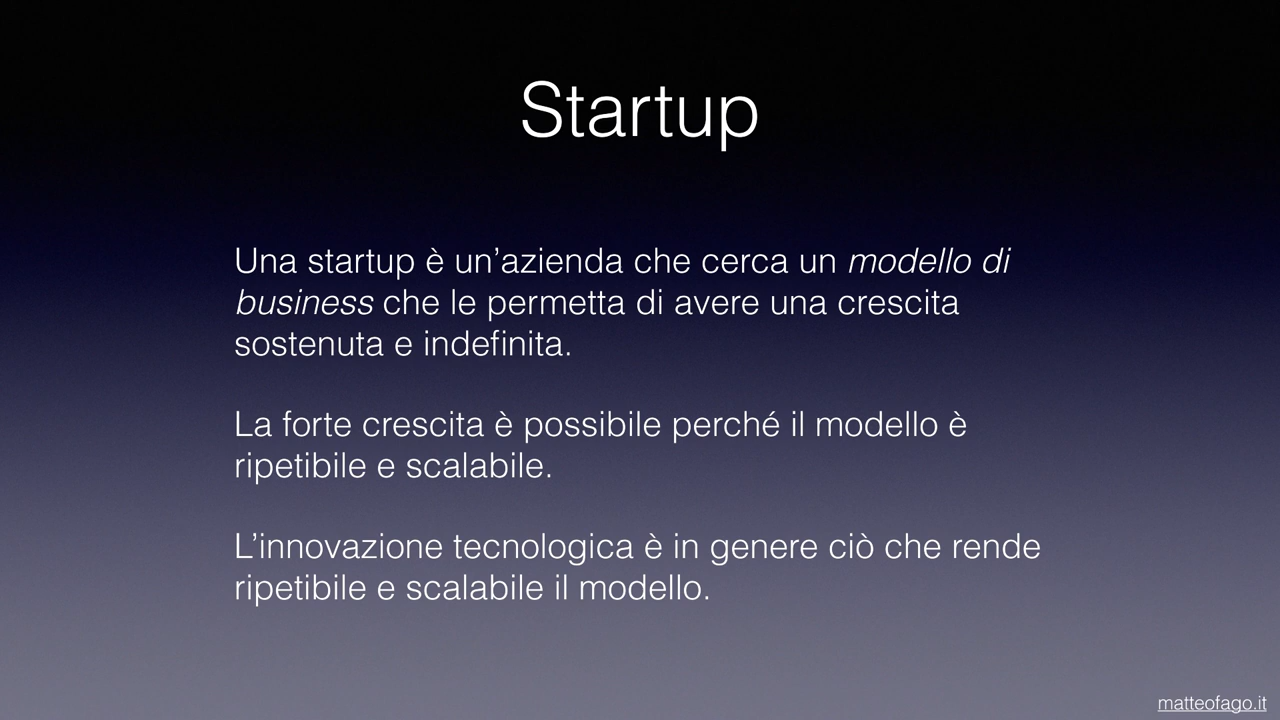 Startup
Una startup è un’azienda che cerca un modello di
business che le permetta di avere una crescita
sostenuta e indefinita.
La forte crescita è possibile perché il modello è
ripetibile e scalabile.
L’innovazione tecnologica è in genere ciò che rende
ripetibile e scalabile il modello.
matteofago.it